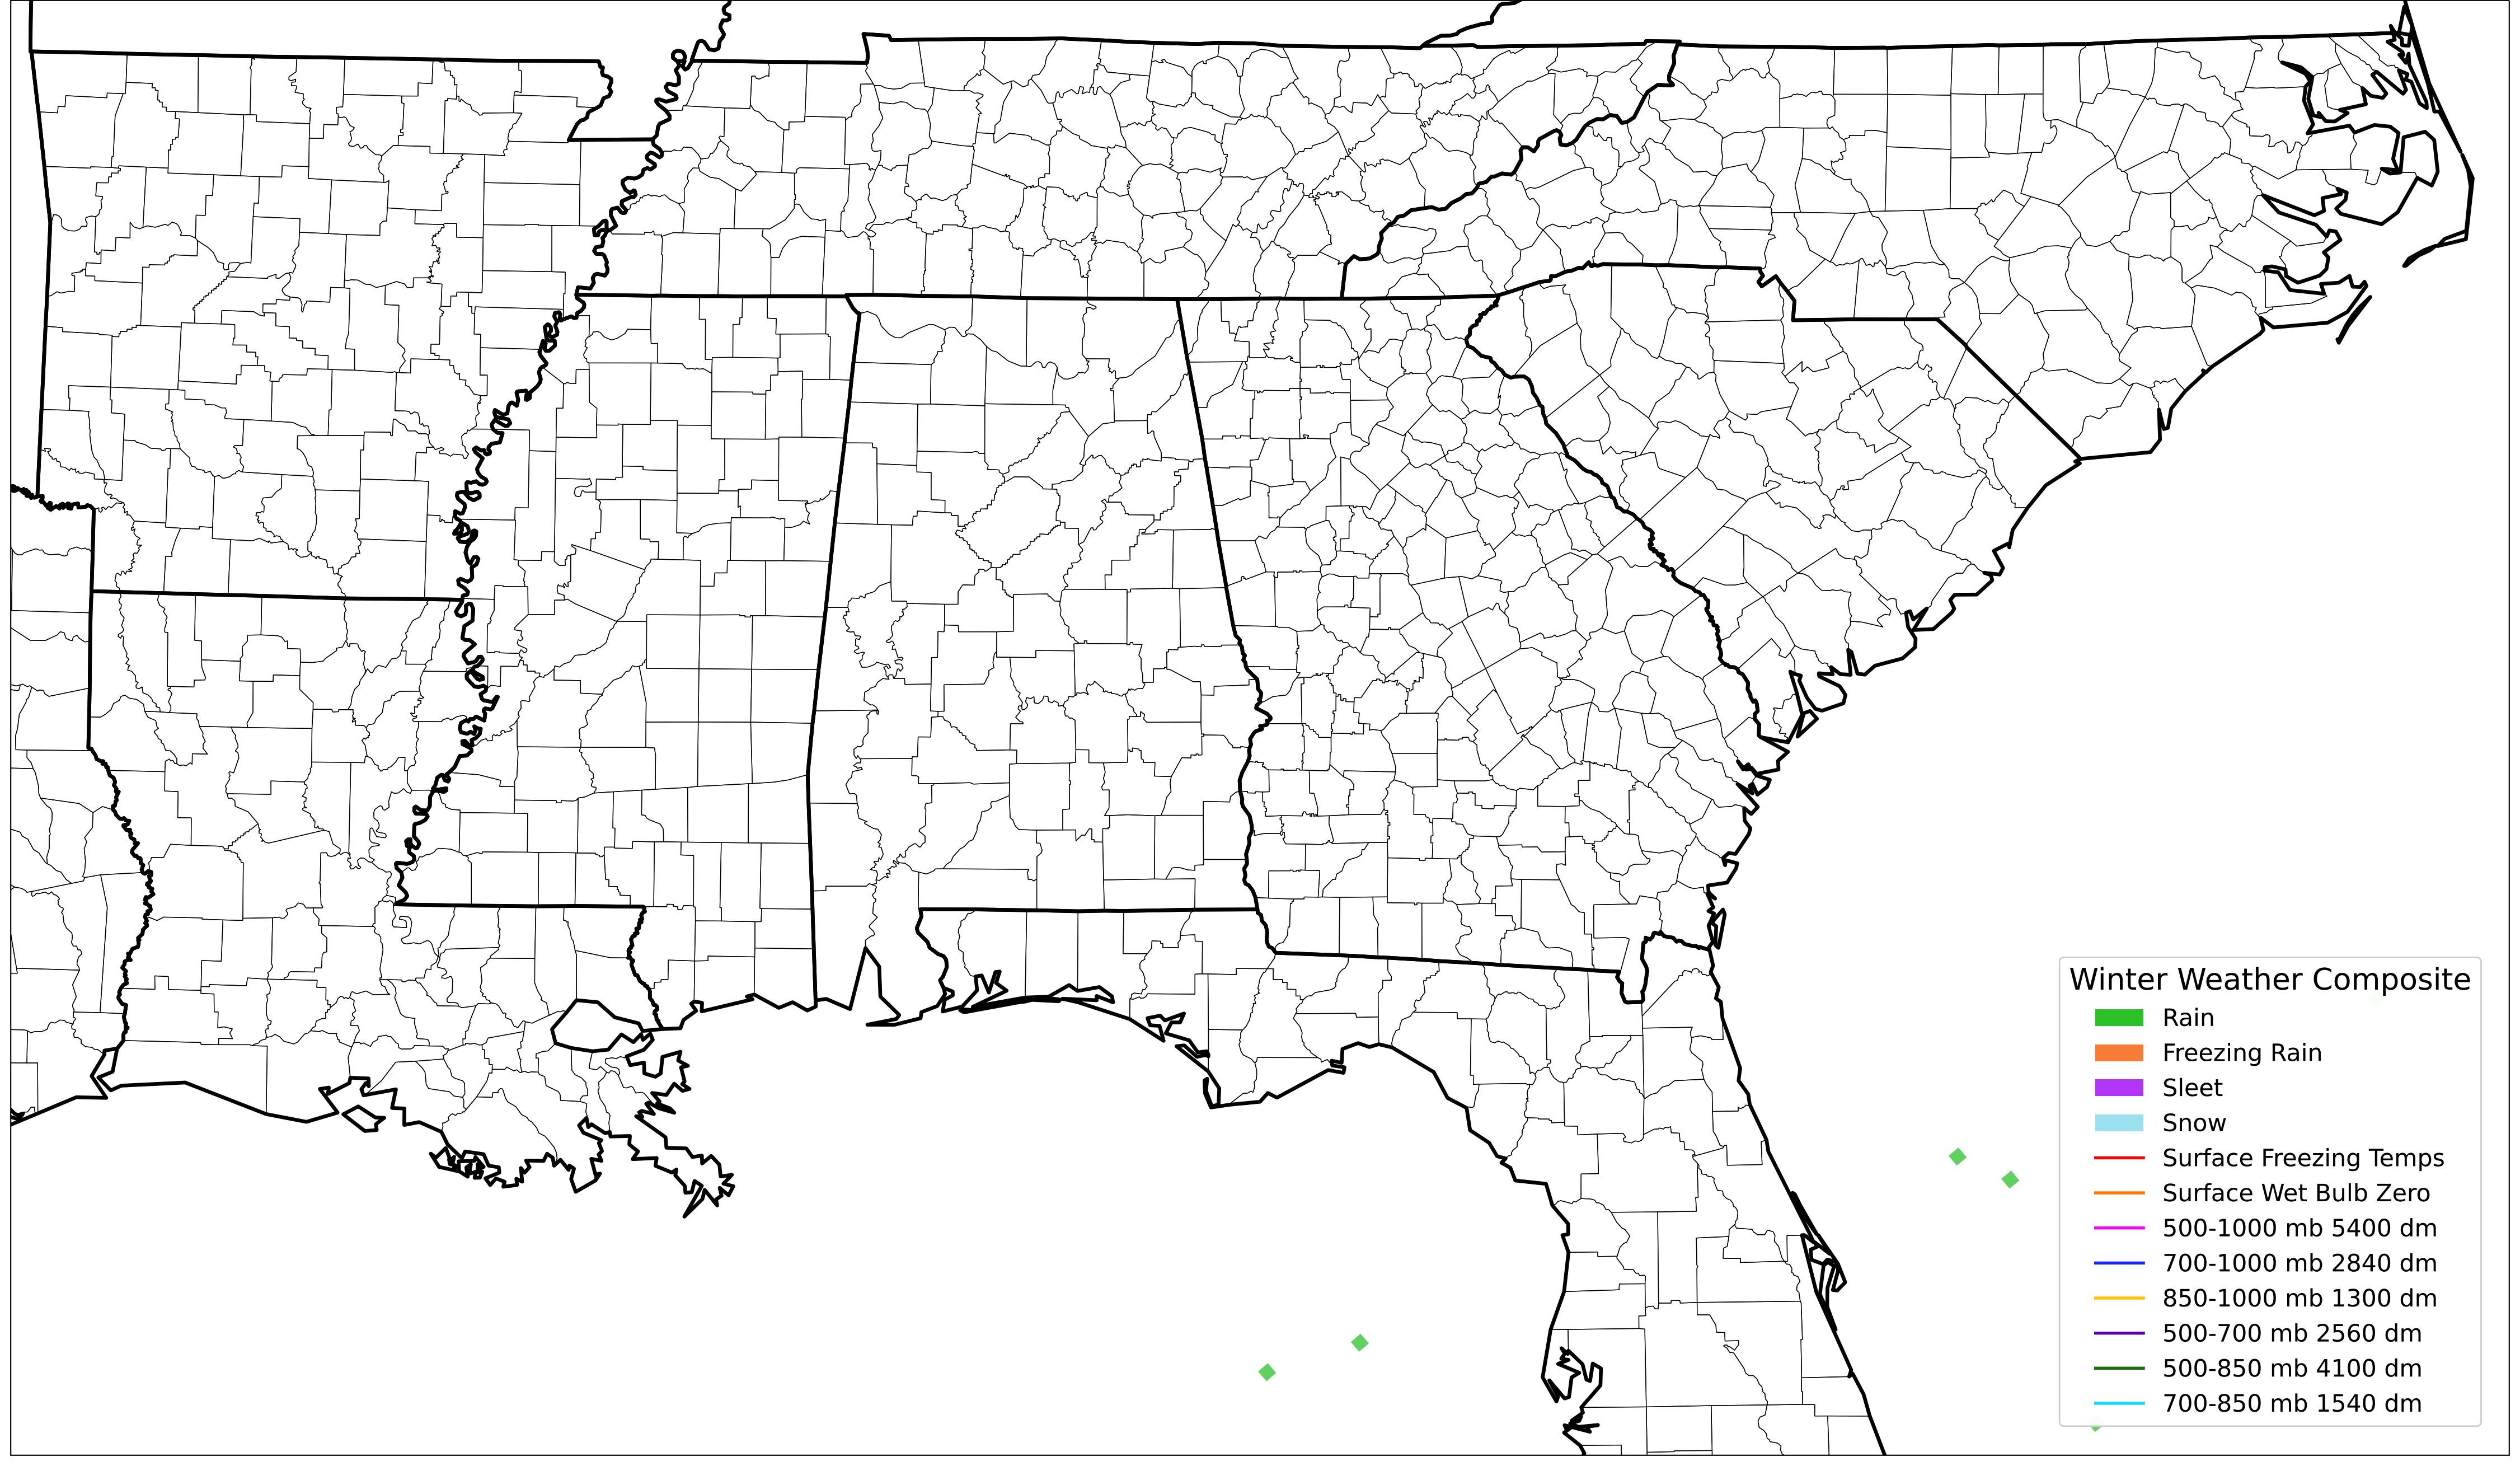 Winter Weather Composite
Rain
Freezing Rain
Sleet
Snow
Surface Freezing Temps
Surface Wet Bulb Zero
500-1000 mb 5400 dm
700-1000 mb 2840 dm
850-1000 mb 1300 dm
500-700 mb 2560 dm
500-850 mb 4100 dm
700-850 mb 1540 dm